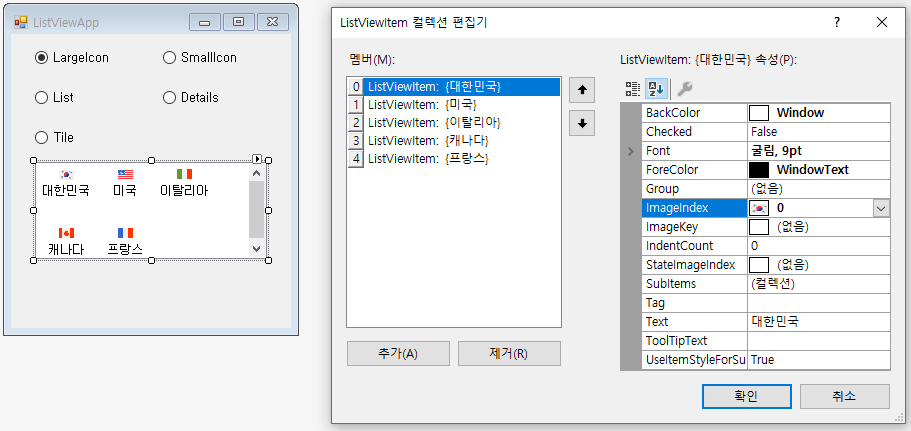 ListViewApp
LargeIcon
SmallIcon
List
Details
Tile
대한민국 미국 이탈리아
캐나다 프랑스
ListViewItem 컬렉션 편집기
멤버(M):
0 ListViewItem: {대한민국}
1 ListViewItem: {미국}
2 ListViewItem: {이탈리아}
3 ListViewItem: {캐나다}
4 ListViewItem: {프랑스}
추가(A)
제거(R)
ListViewItem: {대한민국} 속성(P):
BackColor Window
Checked False
Font 굴림, 9pt
ForeColor WindowText
Group (없음)
ImageIndex 0
ImageKey (없음)
IndentCount 0
StateImageIndex (없음)
SubItems (컬렉션)
Tag
Text 대한민국
ToolTipText
UseItemStyleForSu True
확인
취소